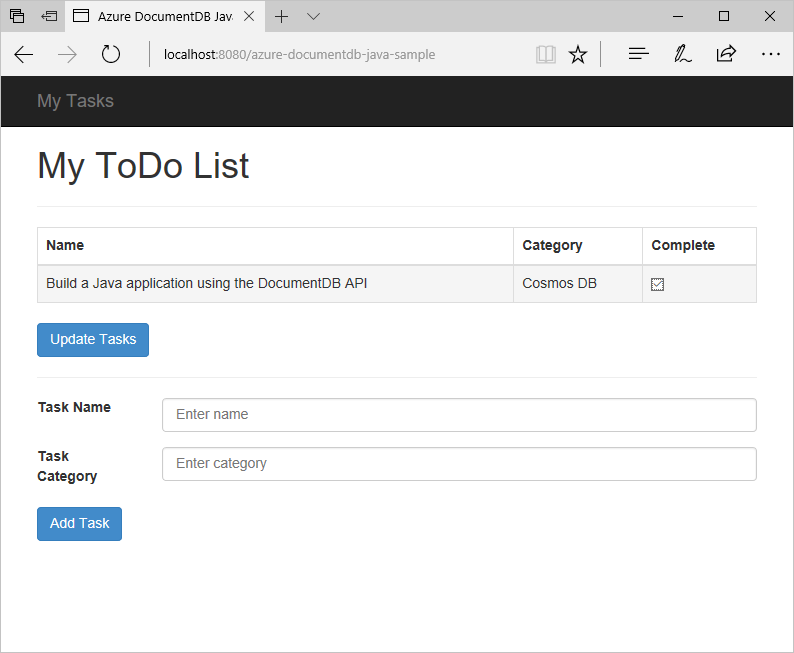 Azure DocumentDB Java
localhost:8080/azure-documentdb-java-sample
My Tasks
My ToDo List
Name Category Complete
Build a Java application using the DocumentDB API Cosmos DB
Update Tasks
Task Name Enter name
Task
Category Enter category
Add Task